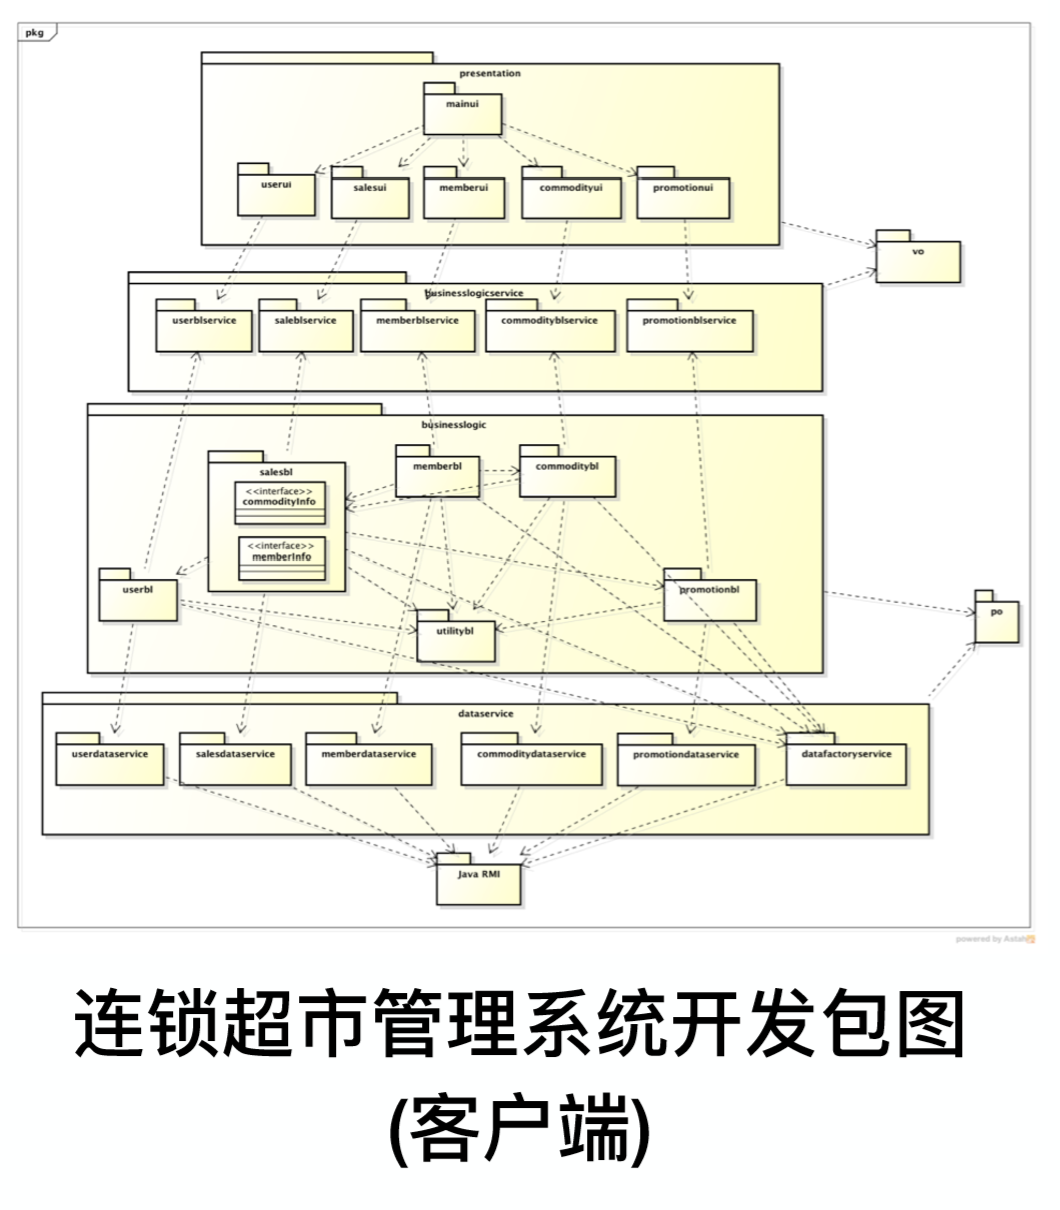 pkg
presentation
mainui
userui
salesui
memberui
commodityui
promotionui
vo
businesslogicservice
userblservice
saleblservice
memberblservice
commodityblservice
promotionblservice
businesslogic
salesbl
<<interface>>
commodityInfo
<<interface>>
memberInfo
memberbl
commoditybl
userbl
utilitybl
promotionbl
po
dataservice
userdataservice
salesdataservice
memberdataservice
commoditydataservice
promotiondataservice
datafactoryservice
Java RMI
powered by Astah
连锁超市管理系统开发包图
(客户端)